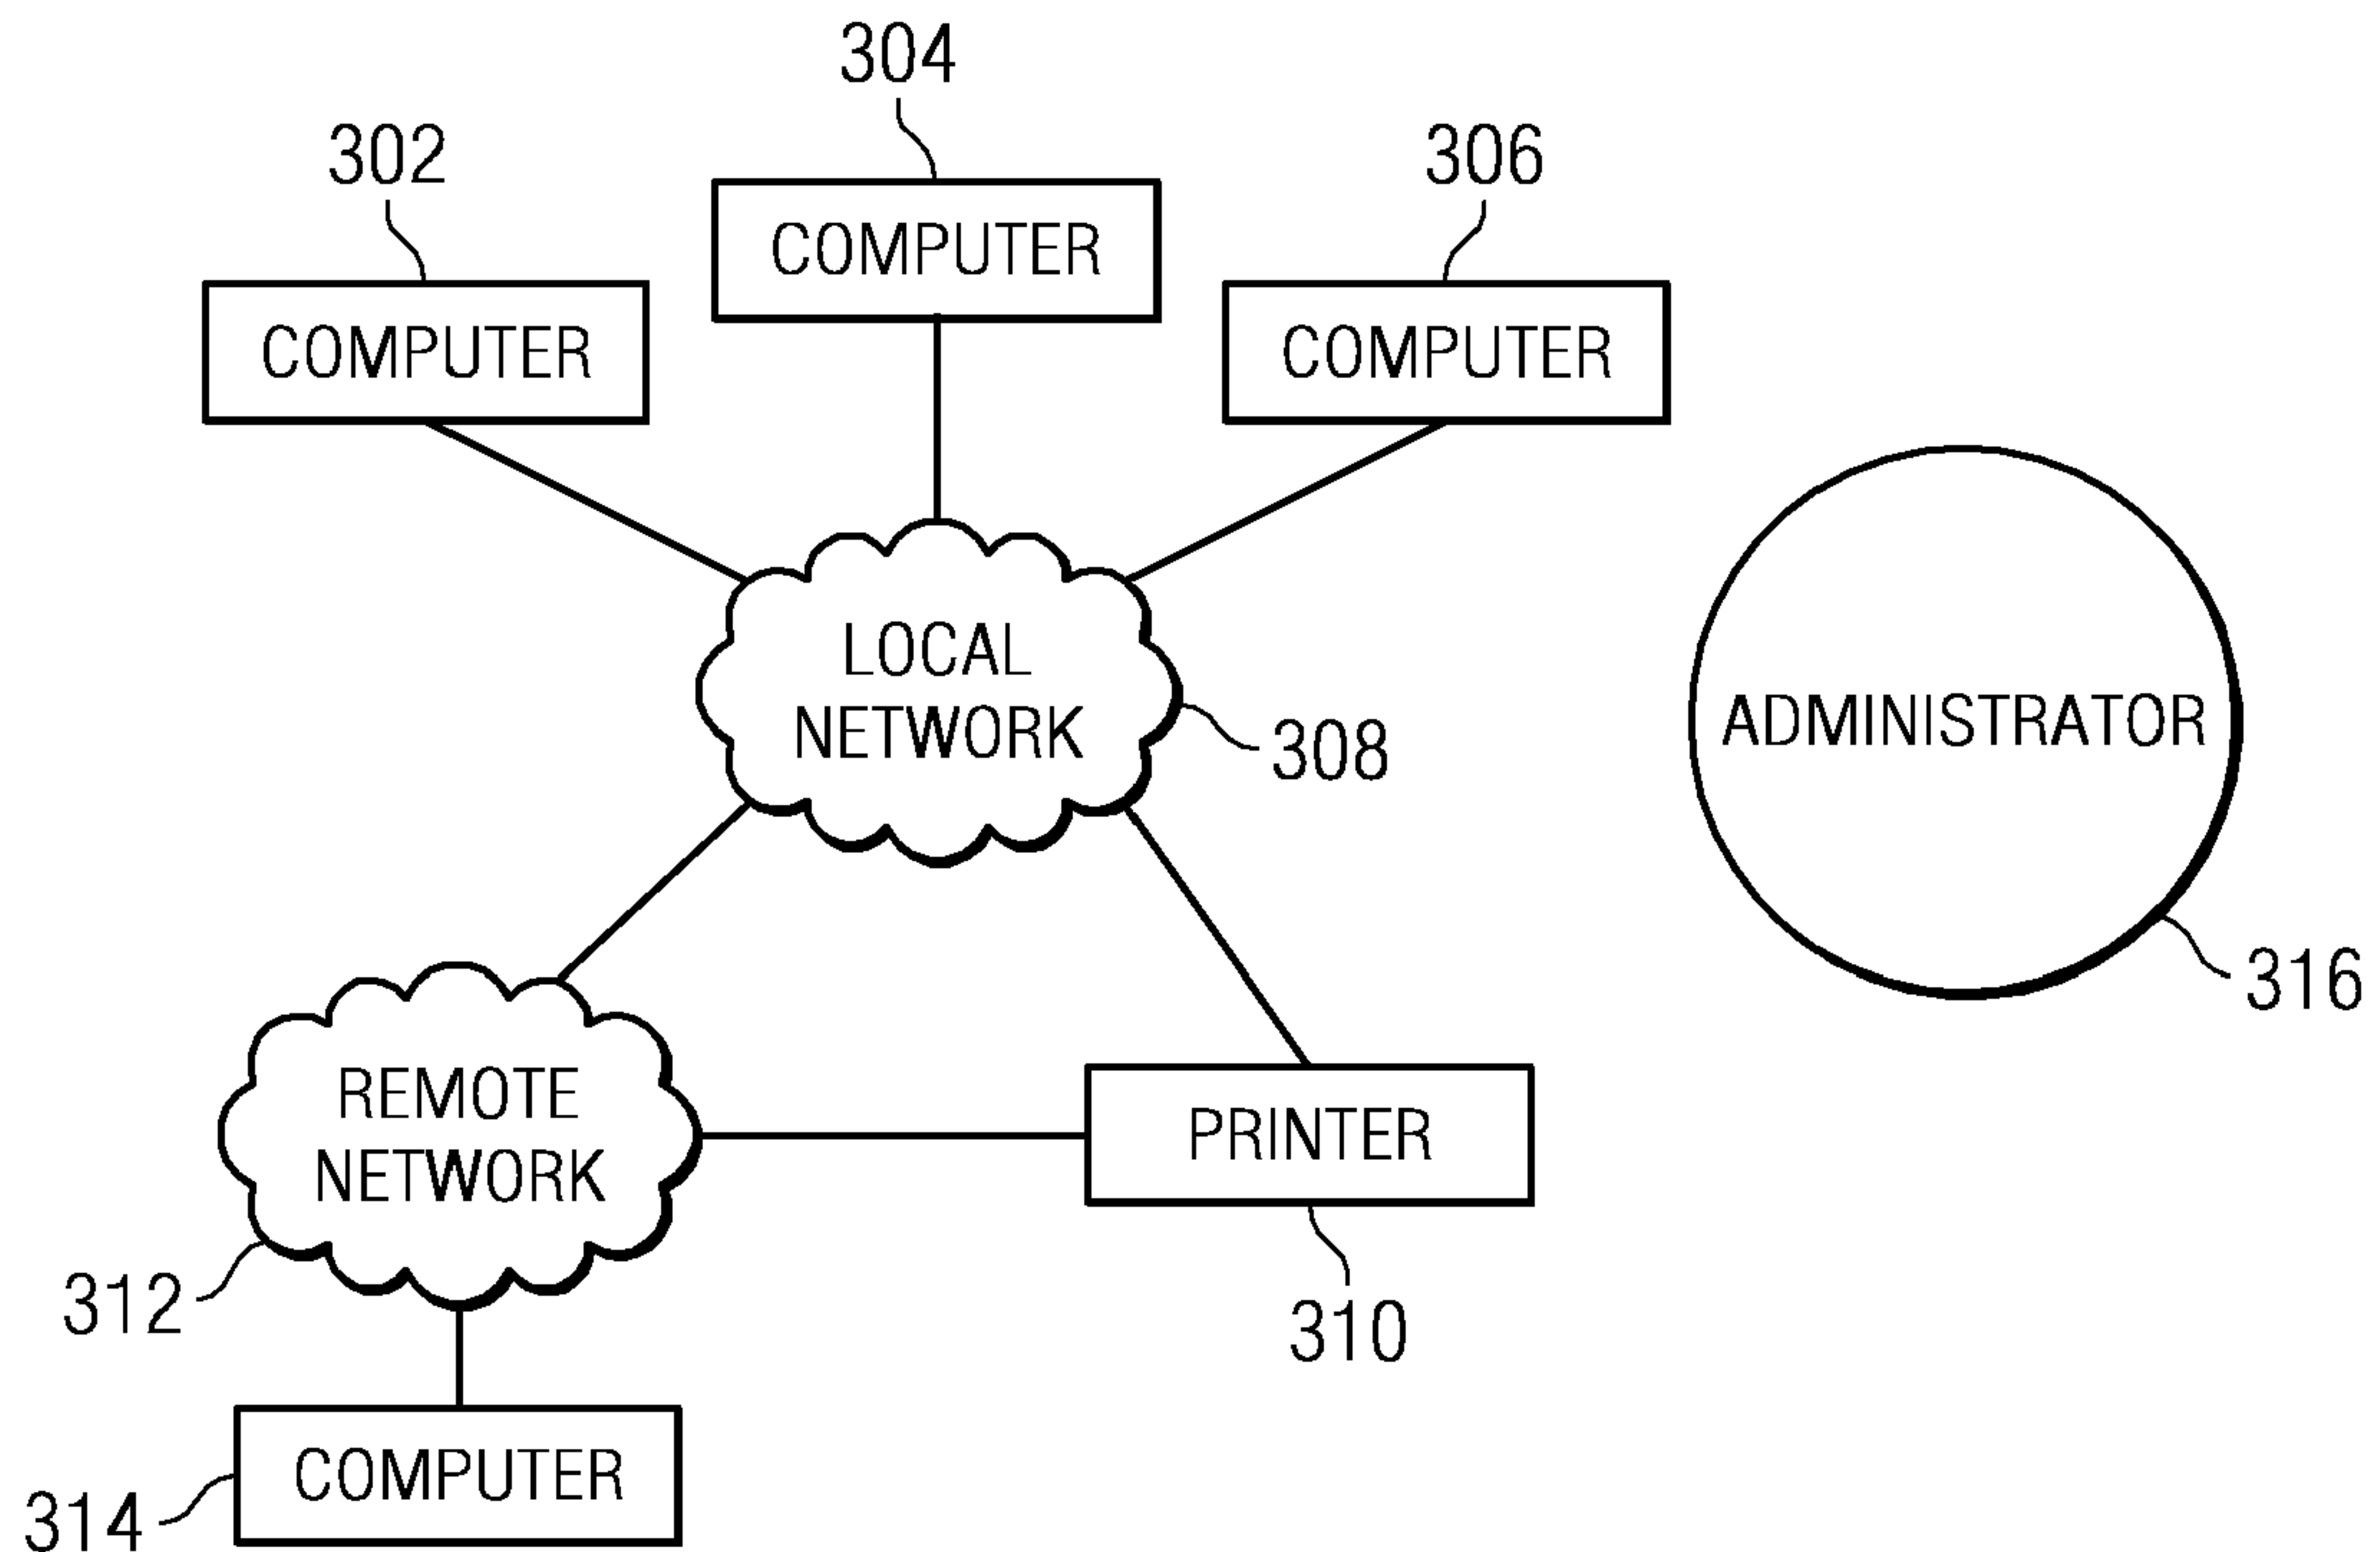 304
302
306
COMPUTER
COMPUTER
COMPUTER
LOCAL
NETWORK
308
ADMINISTRATOR
316
REMOTE
NETWORK
PRINTER
312
310
COMPUTER
314